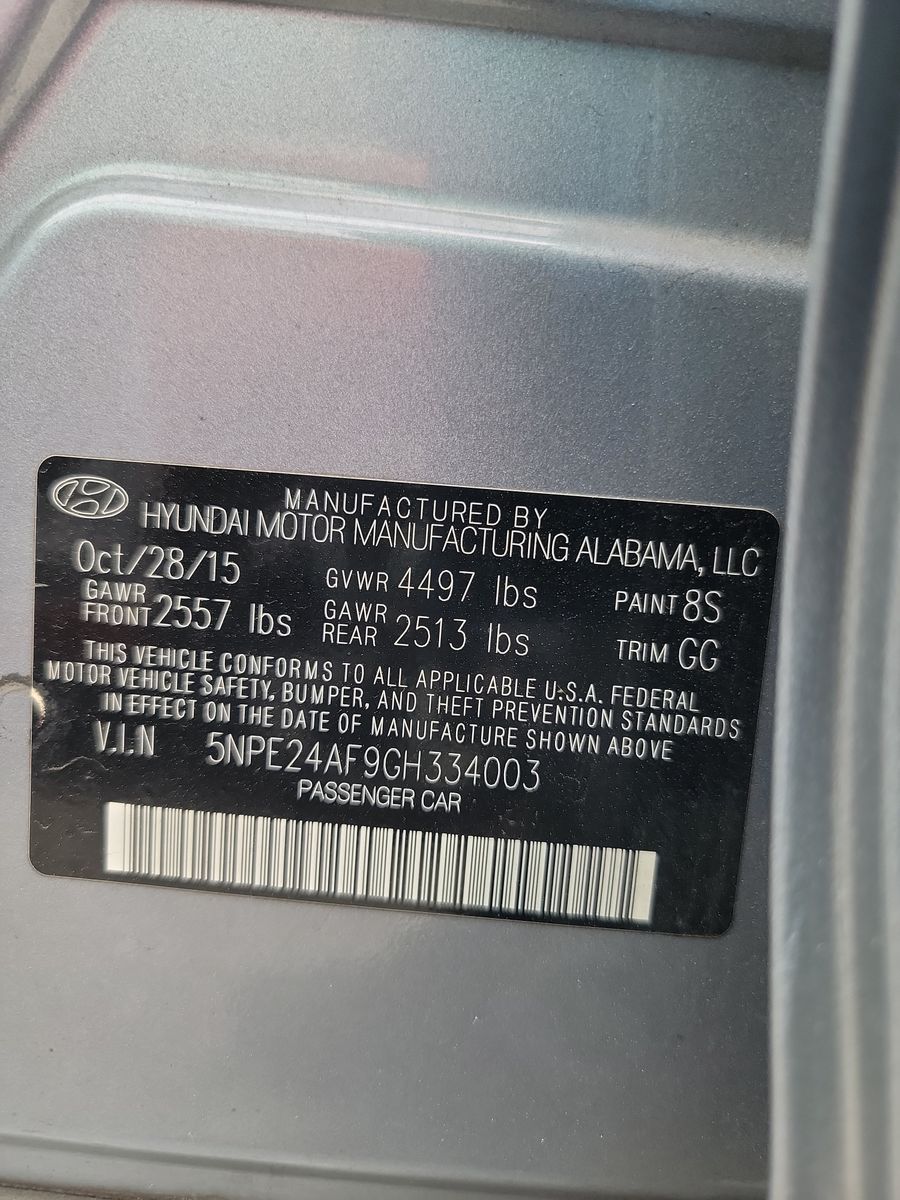 MANUFACTURED BY
HYUNDAI MOTOR MANUFACTURING ALABAMA, LLC
Oct/28/15 GVWR 4497 lbs PAINT 8S
GAWR FRONT 2557 lbs GAWR REAR 2513 lbs TRIM GG
THIS VEHICLE CONFORMS TO ALL APPLICABLE U.S.A. FEDERAL
MOTOR VEHICLE SAFETY, BUMPER, AND THEFT PREVENTION STANDARDS
IN EFFECT ON THE DATE OF MANUFACTURE SHOWN ABOVE
V.I.N 5NPE24AF9GH334003
PASSENGER CAR